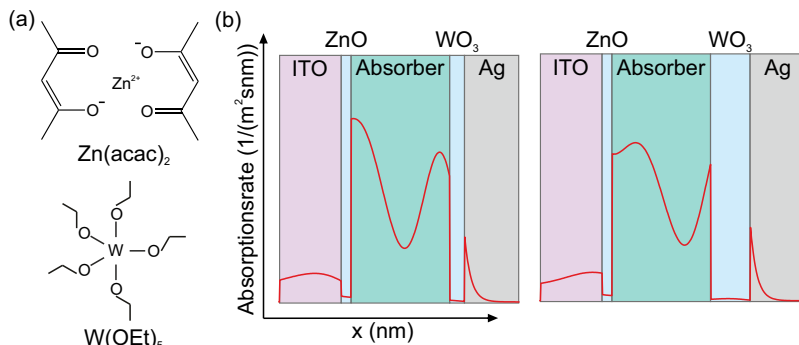 (a)
O
O⁻
Zn²⁺
⁻O
O
Zn(acac)₂
O
O
W
O
O
O
W(OEt)₅
(b)
Absorptionsrate (1/(m²snm))
x (nm)
ZnO
WO₃
ITO
Absorber
Ag
ZnO
WO₃
ITO
Absorber
Ag